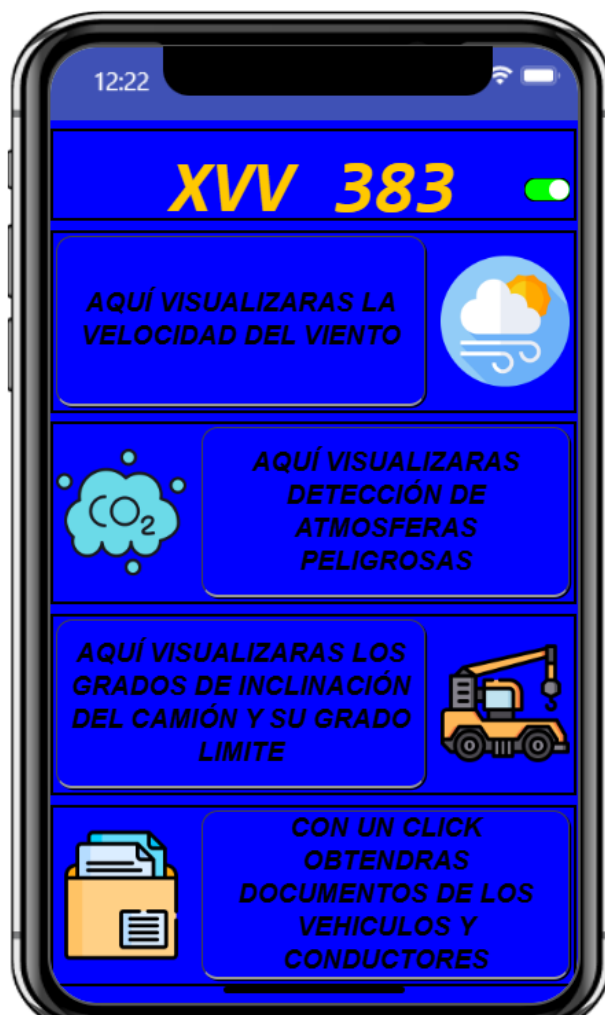 12:22
XVV 383
AQUÍ VISUALIZARAS LA
VELOCIDAD DEL VIENTO
AQUÍ VISUALIZARAS
DETECCIÓN DE
ATMOSFERAS
PELIGROSAS
CO2
AQUÍ VISUALIZARAS LOS
GRADOS DE INCLINACIÓN
DEL CAMIÓN Y SU GRADO
LIMITE
CON UN CLICK
OBTENDRAS
DOCUMENTOS DE LOS
VEHICULOS Y
CONDUCTORES